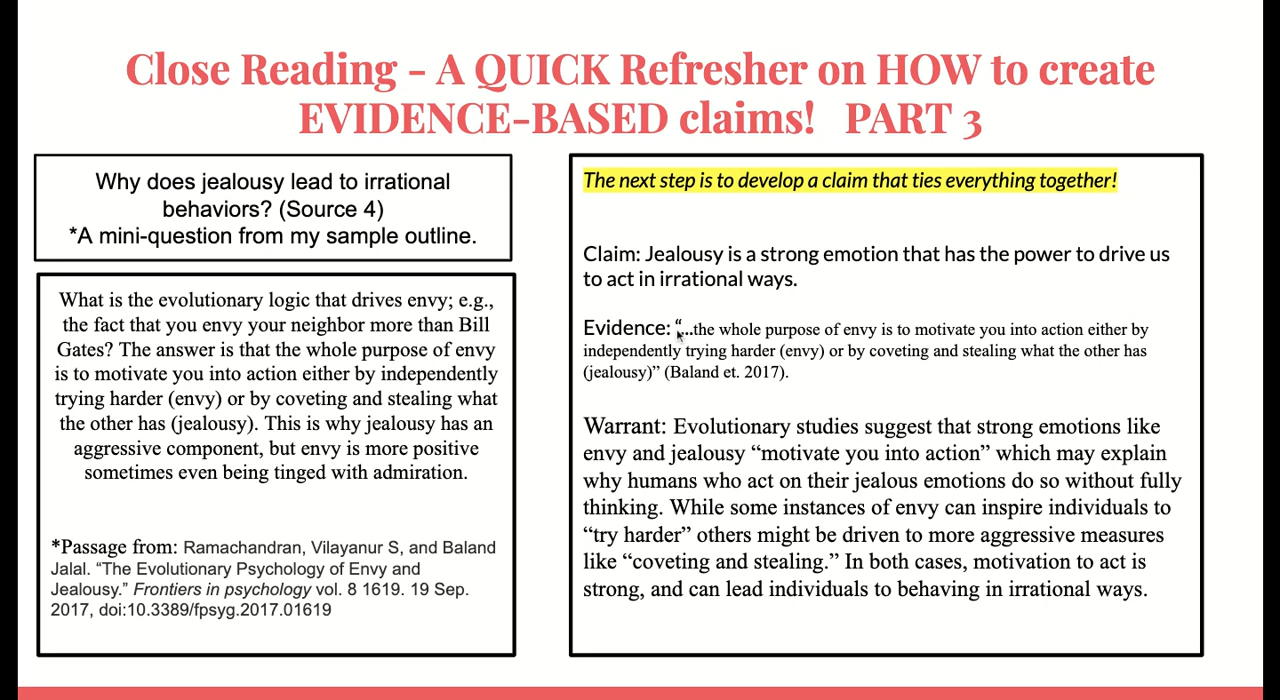 Close Reading - A QUICK Refresher on HOW to create
EVIDENCE-BASED claims! PART 3
Why does jealousy lead to irrational
behaviors? (Source 4)
*A mini-question from my sample outline.
What is the evolutionary logic that drives envy; e.g.,
the fact that you envy your neighbor more than Bill
Gates? The answer is that the whole purpose of envy
is to motivate you into action either by independently
trying harder (envy) or by coveting and stealing what
the other has (jealousy). This is why jealousy has an
aggressive component, but envy is more positive
sometimes even being tinged with admiration.
*Passage from: Ramachandran, Vilayanur S, and Baland
Jalal. “The Evolutionary Psychology of Envy and
Jealousy.” Frontiers in psychology vol. 8 1619. 19 Sep.
2017, doi:10.3389/fpsyg.2017.01619
The next step is to develop a claim that ties everything together!
Claim: Jealousy is a strong emotion that has the power to drive us
to act in irrational ways.
Evidence: “...the whole purpose of envy is to motivate you into action either by
independently trying harder (envy) or by coveting and stealing what the other has
(jealousy)” (Baland et. 2017).
Warrant: Evolutionary studies suggest that strong emotions like
envy and jealousy “motivate you into action” which may explain
why humans who act on their jealous emotions do so without fully
thinking. While some instances of envy can inspire individuals to
“try harder” others might be driven to more aggressive measures
like “coveting and stealing.” In both cases, motivation to act is
strong, and can lead individuals to behaving in irrational ways.